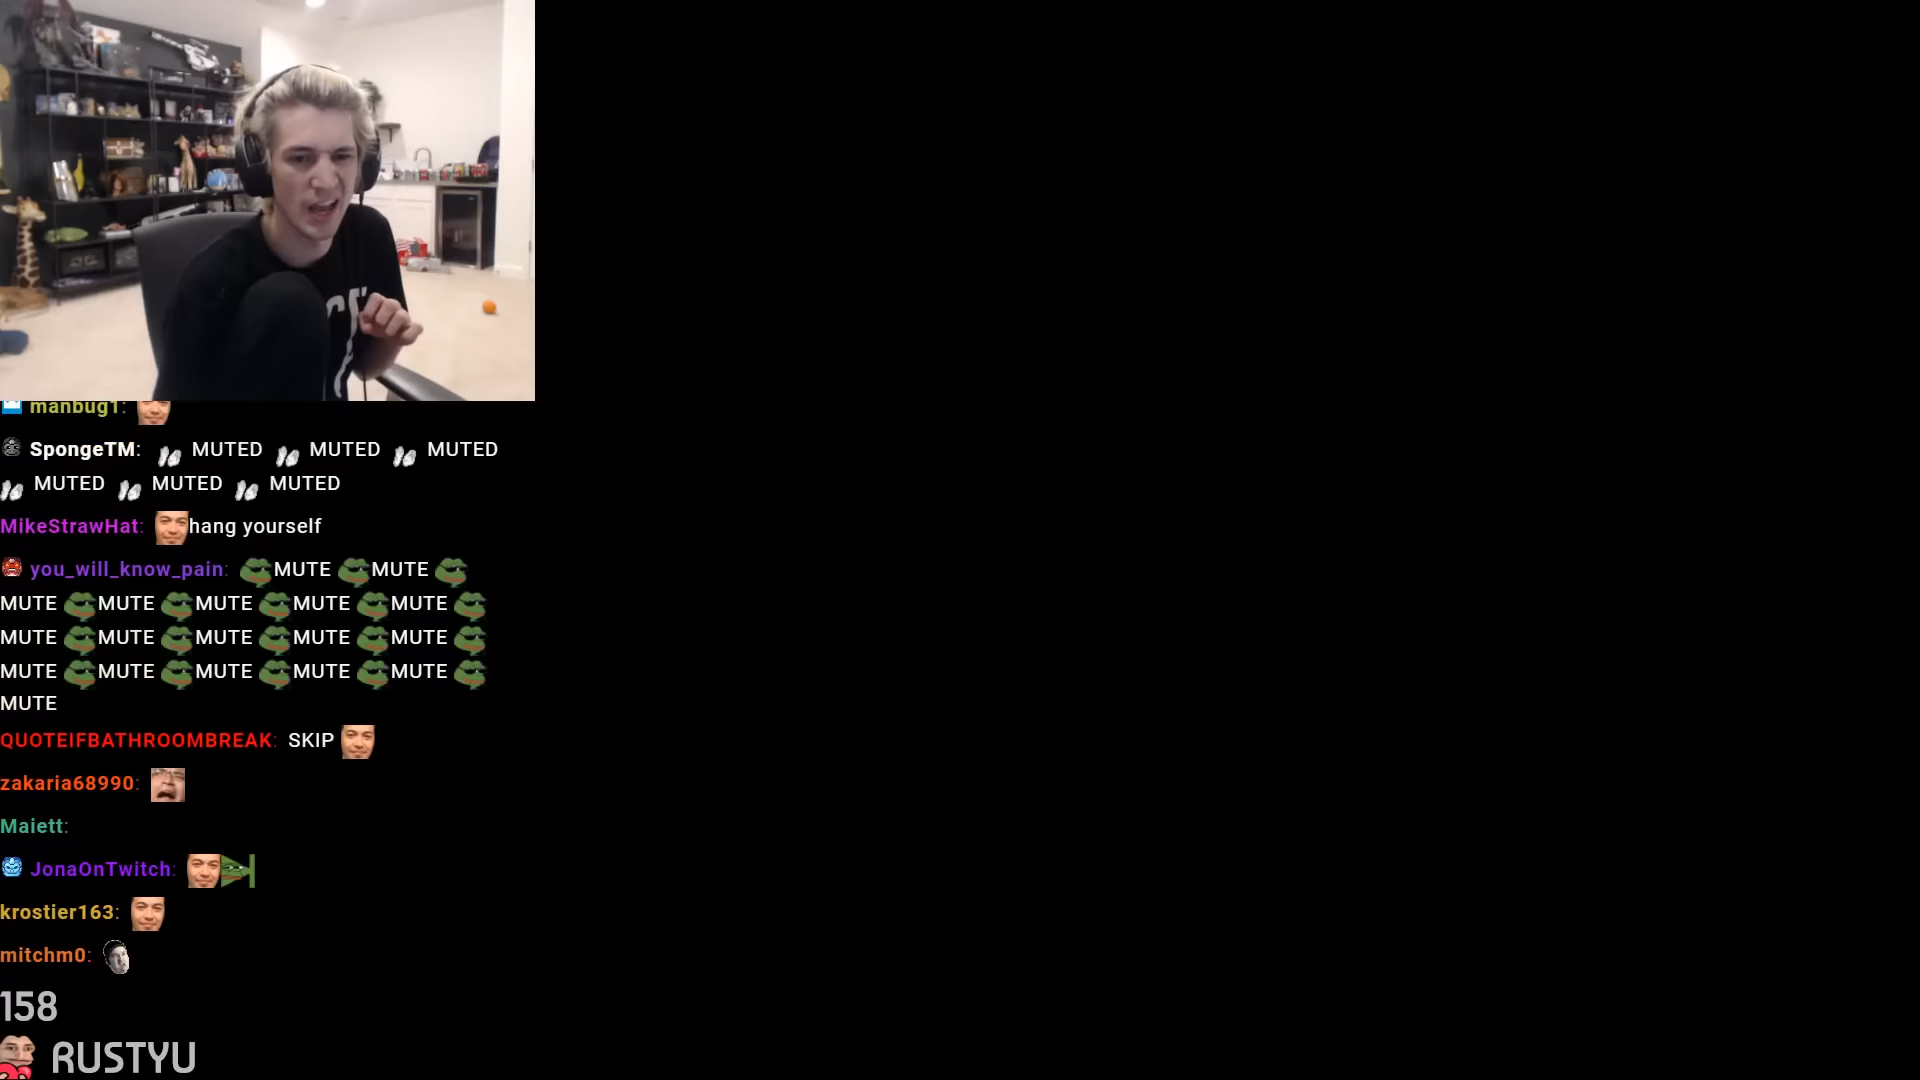 manbug1:
SpongeTM: MUTED MUTED MUTED
MUTED MUTED MUTED
MikeStrawHat: hang yourself
you_will_know_pain: MUTE MUTE
MUTE MUTE MUTE MUTE MUTE
MUTE MUTE MUTE MUTE MUTE
MUTE MUTE MUTE MUTE MUTE
MUTE
QUOTEIFBATHROOMBREAK: SKIP
zakaria68990:
Maiett:
JonaOnTwitch:
krostier163:
mitchm0:
158
RUSTYU